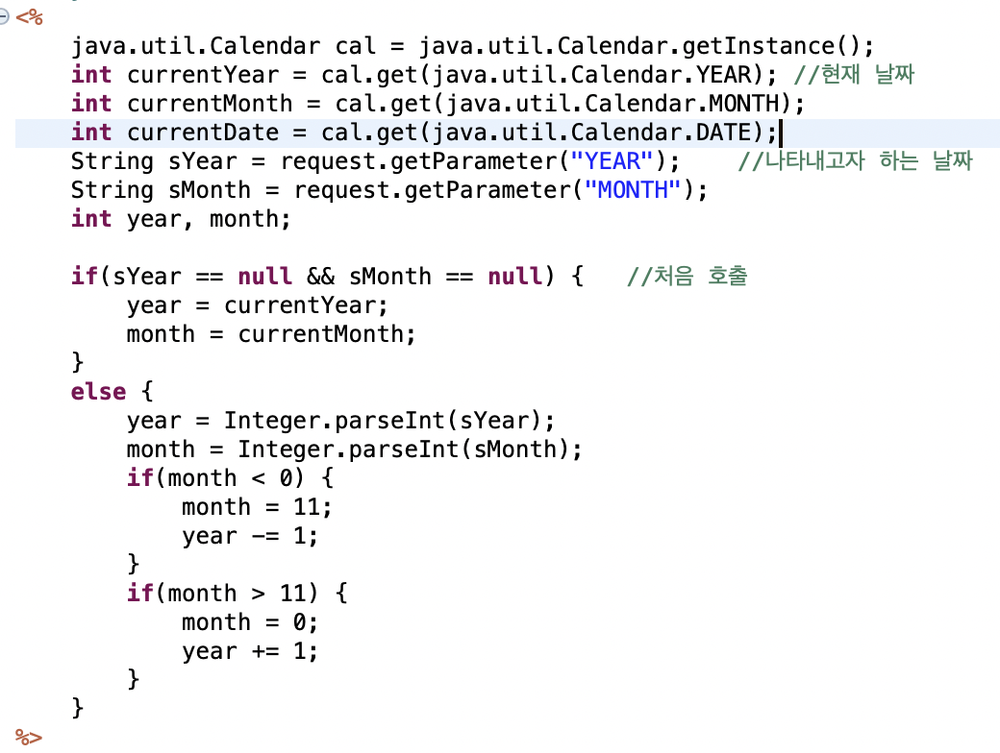 <%
java.util.Calendar cal = java.util.Calendar.getInstance();
int currentYear = cal.get(java.util.Calendar.YEAR); //현재 날짜
int currentMonth = cal.get(java.util.Calendar.MONTH);
int currentDate = cal.get(java.util.Calendar.DATE);
String sYear = request.getParameter("YEAR"); //나타내고자 하는 날짜
String sMonth = request.getParameter("MONTH");
int year, month;
if(sYear == null && sMonth == null) { //처음 호출
year = currentYear;
month = currentMonth;
}
else {
year = Integer.parseInt(sYear);
month = Integer.parseInt(sMonth);
if(month < 0) {
month = 11;
year -= 1;
}
if(month > 11) {
month = 0;
year += 1;
}
}
%>